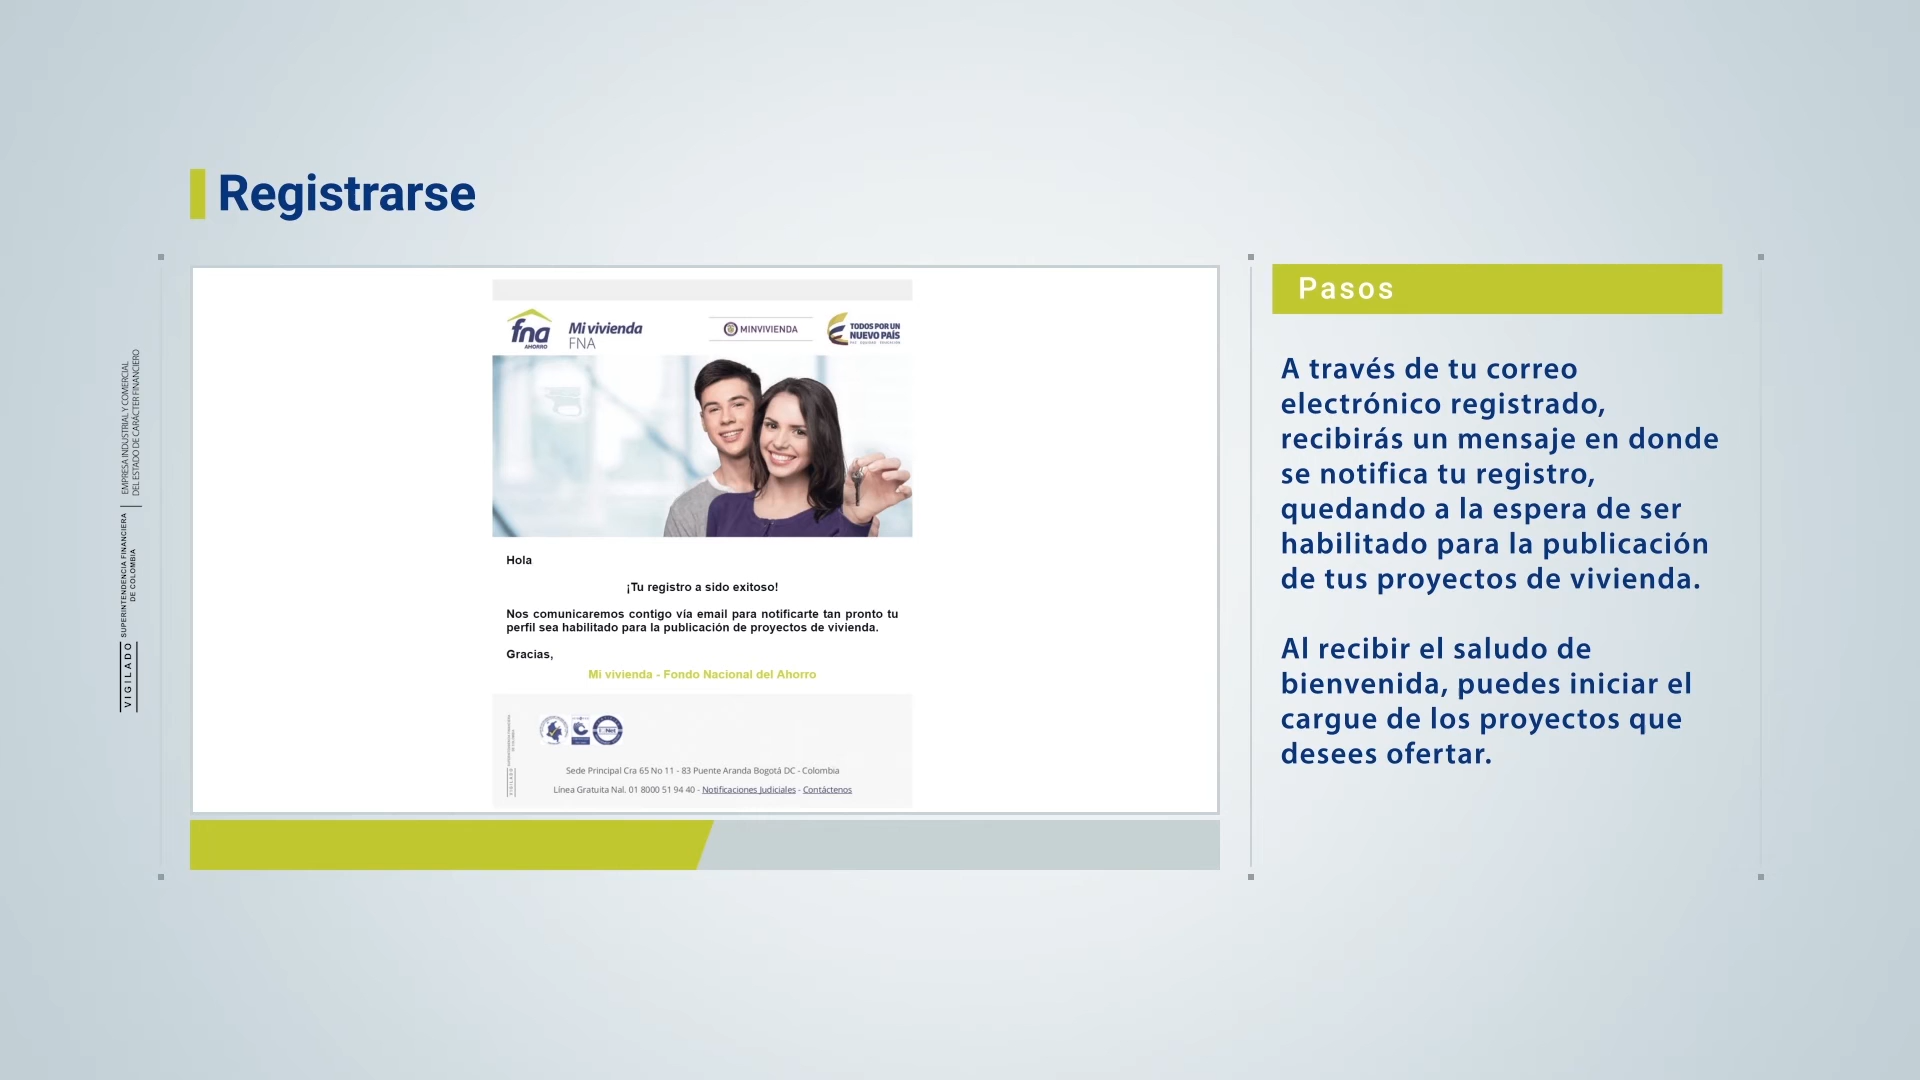 Registrarse
EMPRESA INDUSTRIAL Y COMERCIAL
DEL ESTADO DE CARÁCTER FINANCIERO
SUPERINTENDENCIA FINANCIERA
DE COLOMBIA
VIGILADO
fna
AHORRO
Mi vivienda
FNA
MINVIVIENDA
TODOS POR UN
NUEVO PAÍS
PAZ EQUIDAD EDUCACIÓN
Hola
¡Tu registro a sido exitoso!
Nos comunicaremos contigo vía email para notificarte tan pronto tu
perfil sea habilitado para la publicación de proyectos de vivienda.
Gracias,
Mi vivienda - Fondo Nacional del Ahorro
VIGILADO
Sede Principal Cra 65 No 11 - 83 Puente Aranda Bogotá DC - Colombia
Línea Gratuita Nal. 01 8000 51 94 40 - Notificaciones Judiciales - Contáctenos
Pasos
A través de tu correo
electrónico registrado,
recibirás un mensaje en donde
se notifica tu registro,
quedando a la espera de ser
habilitado para la publicación
de tus proyectos de vivienda.
Al recibir el saludo de
bienvenida, puedes iniciar el
cargue de los proyectos que
desees ofertar.